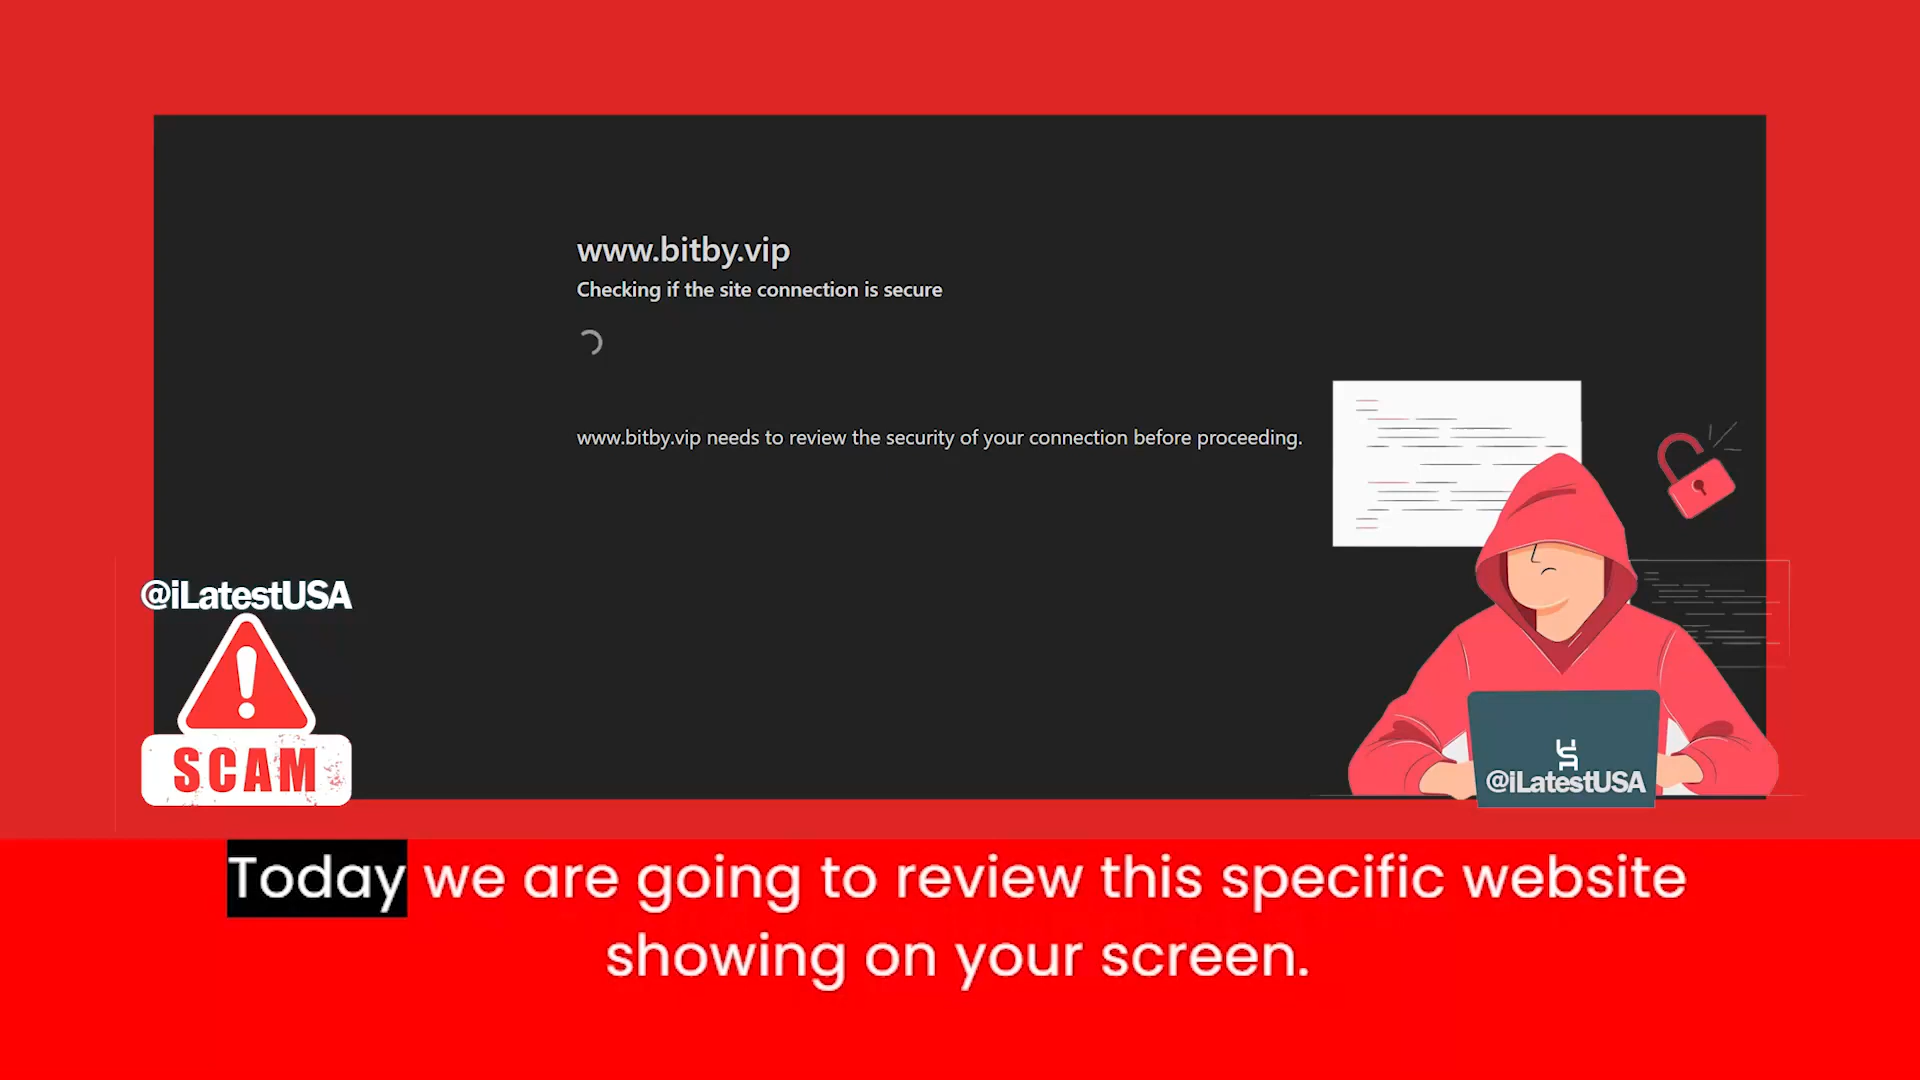 www.bitby.vip
Checking if the site connection is secure
www.bitby.vip needs to review the security of your connection before proceeding.
@iLatestUSA
SCAM
@iLatestUSA
Today we are going to review this specific website
showing on your screen.